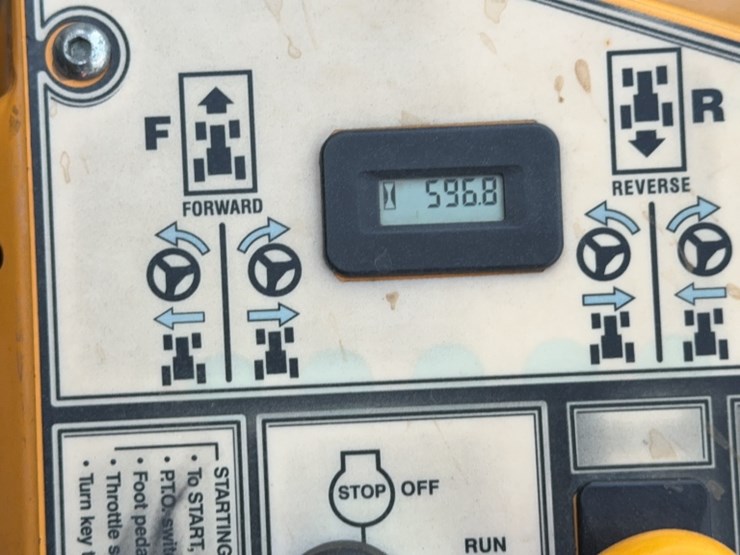 F
FORWARD
596.8
R
REVERSE
STARTING
• To START,
• P.T.O. switc
• Foot peda
• Throttle s
• Turn key t
STOP OFF
RUN